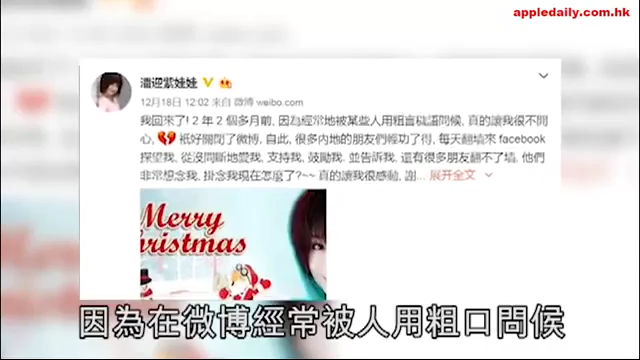 appledaily.com.hk
潘迎紫娃娃
12月18日 12:02 來自 微博 weibo.com
我回來了! 2 年 2 個多月前, 因為經常地被某些人用粗言穢語問候, 真的讓我很不開
心, 💔 祇好關閉了微博, 自此, 很多內地的朋友們輕功了得, 每天翻墻來 facebook
探望我, 從沒間斷地愛我, 支持我, 鼓勵我. 並告訴我, 還有很多朋友翻不了墻, 他們
非常想念我, 掛念我現在怎麼了?~~ 真的讓我很感動, 謝... 展开全文
Merry
Christmas
因為在微博經常被人用粗口問候